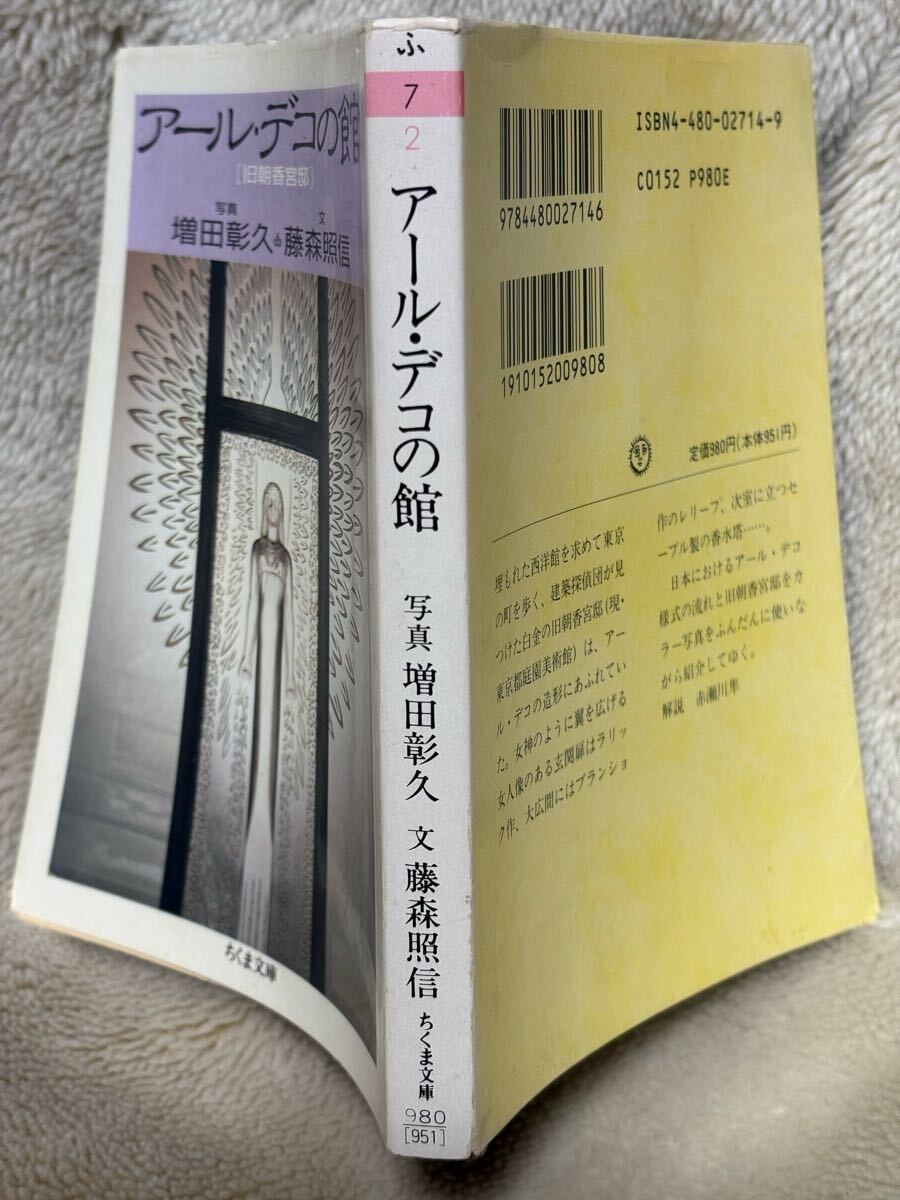 アール・デコの館
[旧朝香宮邸]
写真
文
増田彰久・藤森照信
ちくま文庫
ふ
7
2
アール・デコの館
写真 増田彰久 文 藤森照信
ちくま文庫
980
[951]
ISBN4-480-02714-9
C0152 P980E
9784480027146
1910152009808
定価980円(本体951円)
埋もれた西洋館を求めて東京
の町を歩く、建築探偵団が見
つけた白金の旧朝香宮邸(現・
東京都庭園美術館)は、アー
ル・デコの造形にあふれてい
た。女神のように翼を広げる
女人像のある玄関扉はラリッ
ク作、大広間にはブランショ
作のレリーフ、次室に立つセ
ーブル製の香水塔……。
日本におけるアール・デコ
様式の流れと旧朝香宮邸をカ
ラー写真をふんだんに使いな
がら紹介してゆく。
解説 赤瀬川隼